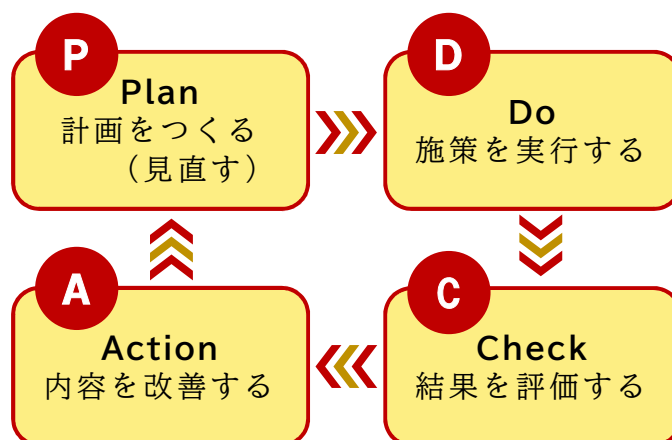 P
Plan
計画をつくる
（見直す）
D
Do
施策を実行する
C
Check
結果を評価する
A
Action
内容を改善する